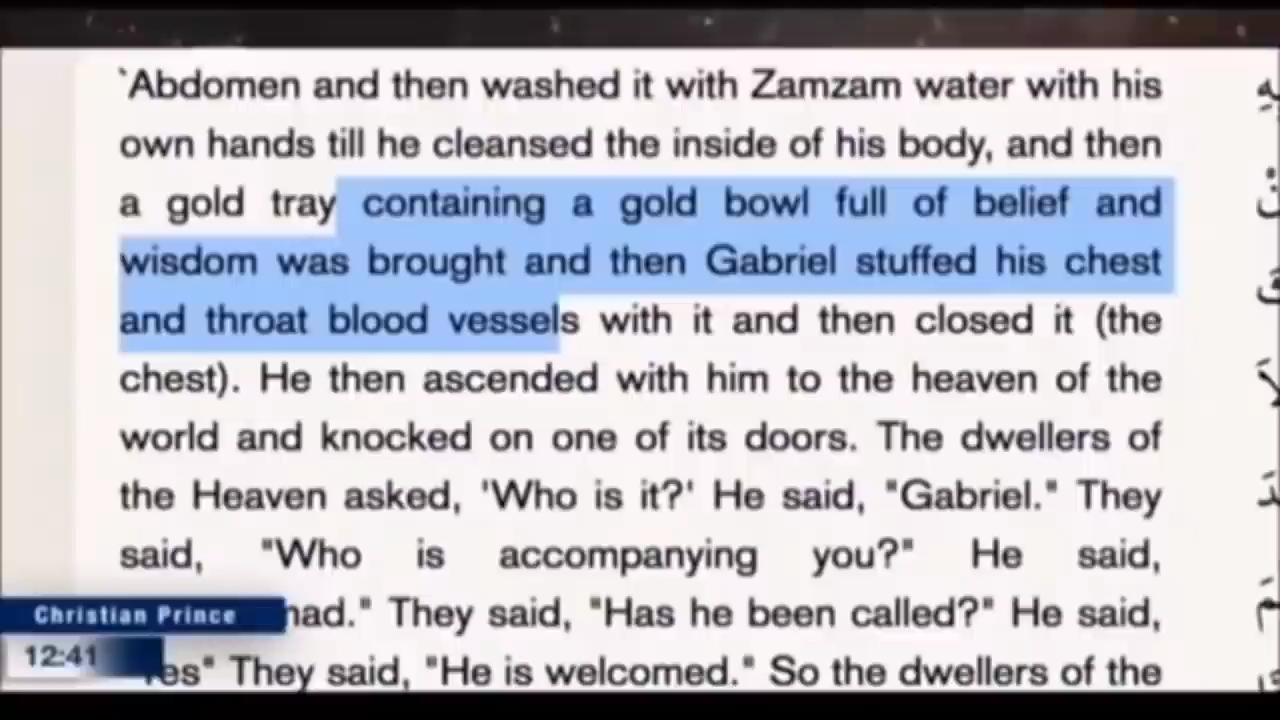 `Abdomen and then washed it with Zamzam water with his
own hands till he cleansed the inside of his body, and then
a gold tray containing a gold bowl full of belief and
wisdom was brought and then Gabriel stuffed his chest
and throat blood vessels with it and then closed it (the
chest). He then ascended with him to the heaven of the
world and knocked on one of its doors. The dwellers of
the Heaven asked, 'Who is it?' He said, "Gabriel." They
said, "Who is accompanying you?" He said,
Christian Prince
had." They said, "Has he been called?" He said,
12:41
es" They said, "He is welcomed." So the dwellers of the